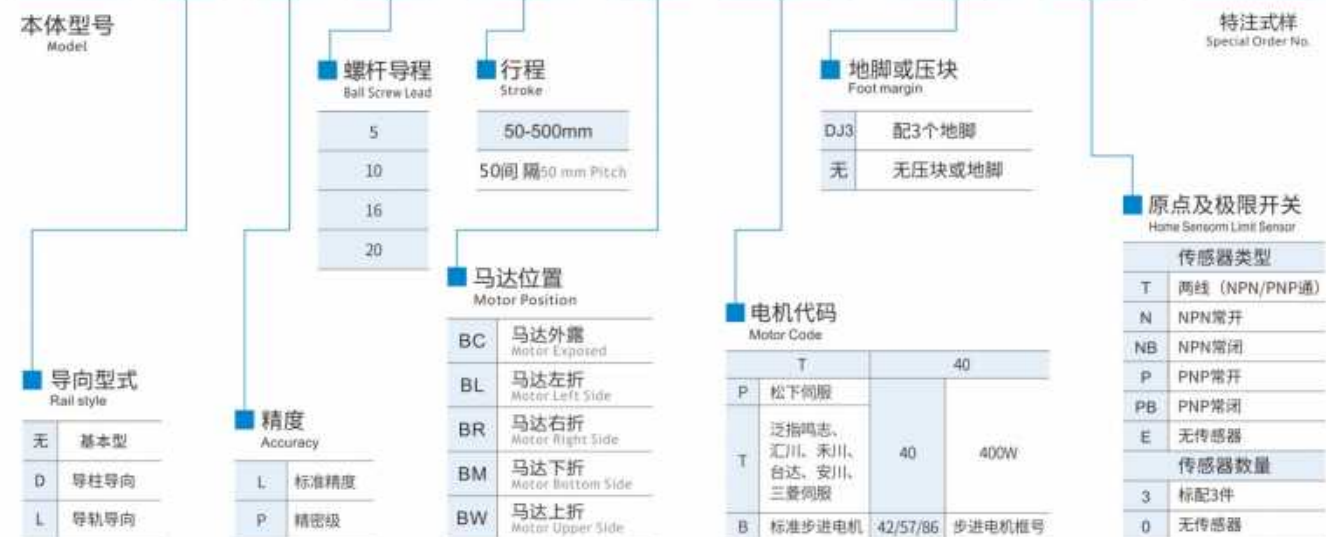 本体型号
Model
特注式样
Special Order No.
螺杆导程
Ball Screw Lead
5
10
16
20
行程
Stroke
50-500mm
50间 隔50 mm Pitch
地脚或压块
Foot margin
DJ3 配3个地脚
无 无压块或地脚
原点及极限开关
Home Sensorm Limit Sensor
传感器类型
T 两线（NPN/PNP通）
N NPN常开
NB NPN常闭
P PNP常开
PB PNP常闭
E 无传感器
传感器数量
3 标配3件
0 无传感器
马达位置
Motor Position
BC 马达外露
Motor Exposed
BL 马达左折
Motor Left Side
BR 马达右折
Motor Right Side
BM 马达下折
Motor Bottom Side
BW 马达上折
Motor Upper Side
电机代码
Motor Code
T 40
P 松下伺服
T 泛指鸣志、
汇川、禾川、
台达、安川、
三菱伺服
40 400W
B 标准步进电机 42/57/86 步进电机框号
导向型式
Rail style
无 基本型
D 导柱导向
L 导轨导向
精度
Accuracy
L 标准精度
P 精密级